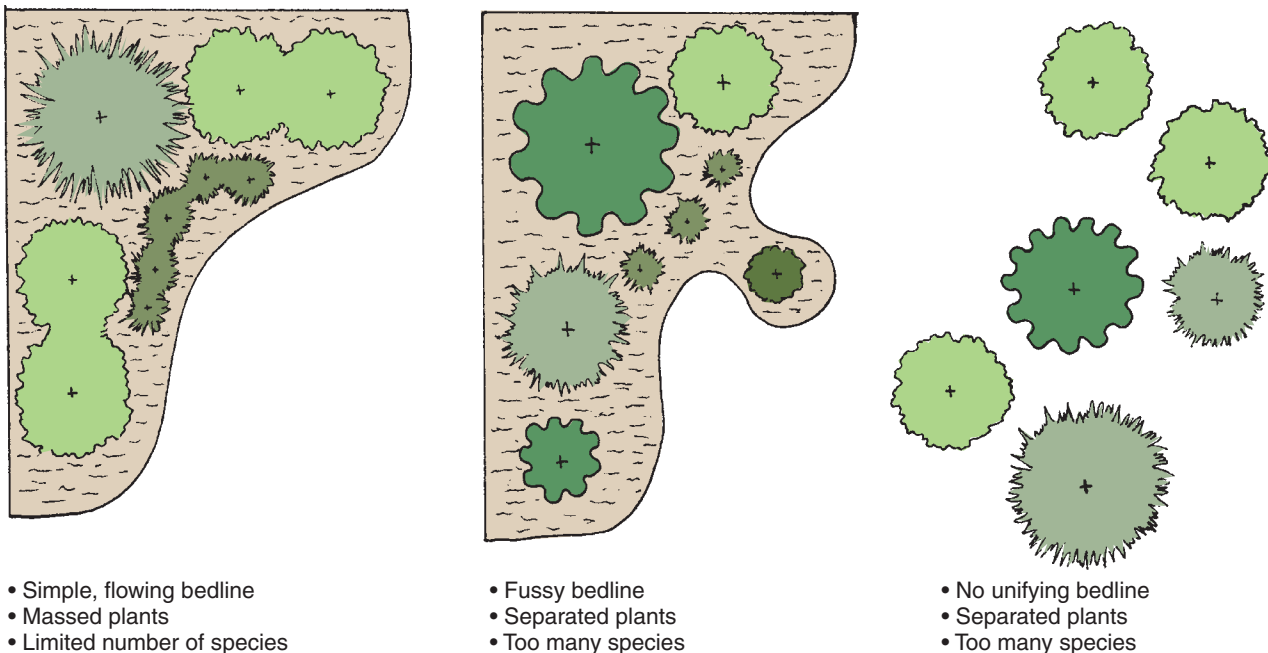 • Simple, flowing bedline
• Massed plants
• Limited number of species
• Fussy bedline
• Separated plants
• Too many species
• No unifying bedline
• Separated plants
• Too many species